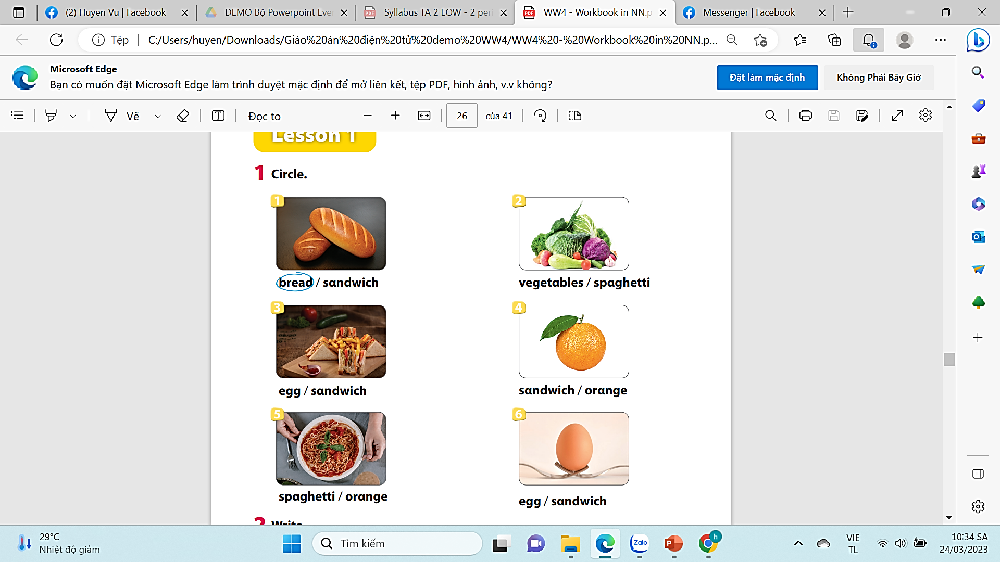 (2) Huyen Vu | Facebook
DEMO Bộ Powerpoint Eve
Syllabus TA 2 EOW - 2 peri
WW4 - Workbook in NN.p
Messenger | Facebook
Tệp
C:/Users/huyen/Downloads/Giáo%20án%20điện%20tử%20demo%20WW4/WW4%20-%20Workbook%20in%20NN.p...
Microsoft Edge
Bạn có muốn đặt Microsoft Edge làm trình duyệt mặc định để mở liên kết, tệp PDF, hình ảnh, v.v không?
Đặt làm mặc định
Không Phải Bây Giờ
Vẽ
Đọc to
26 của 41
Lesson 1
1 Circle.
1
2
bread / sandwich
vegetables / spaghetti
3
4
egg / sandwich
sandwich / orange
5
6
spaghetti / orange
egg / sandwich
2 Write.
29°C
Nhiệt độ giảm
Tìm kiếm
Zalo
h
VIE
TL
10:34 SA
24/03/2023